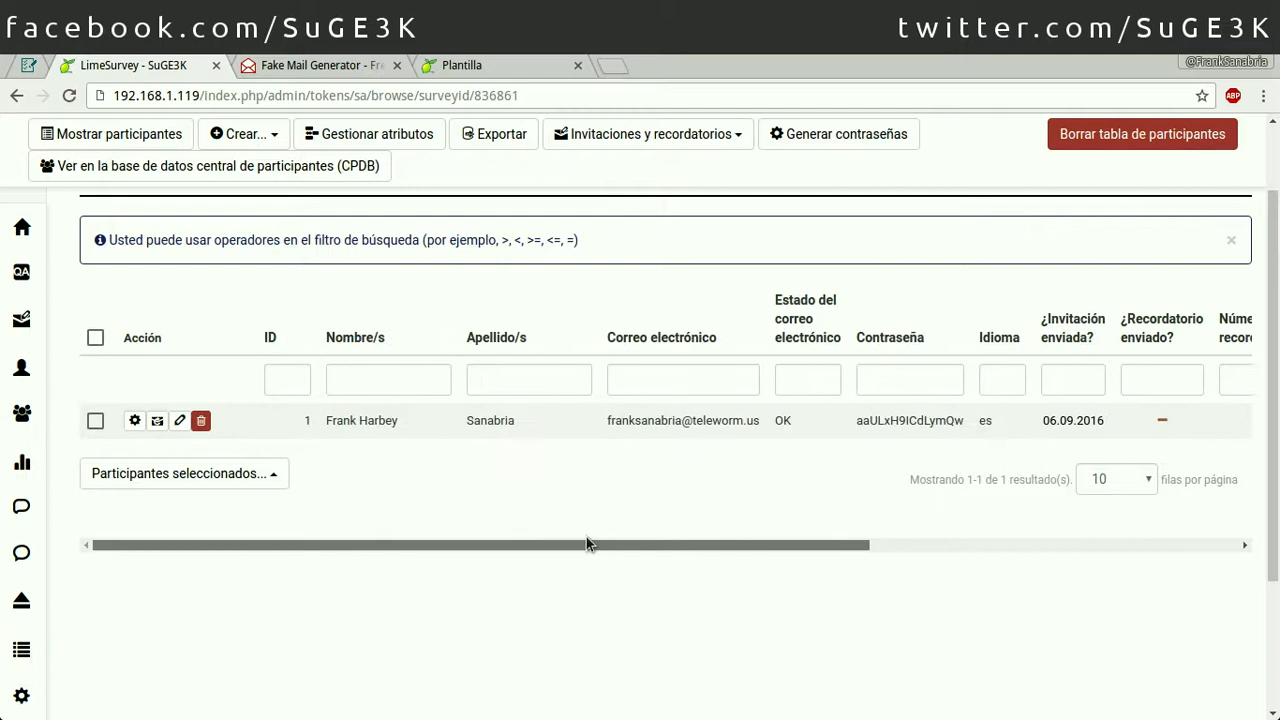 facebook.com/SuGE3K
twitter.com/SuGE3K
LimeSurvey - SuGE3K
Fake Mail Generator - Fre
Plantilla
@FrankSanabria
192.168.1.119/index.php/admin/tokens/sa/browse/surveyid/836861
ABP
Mostrar participantes
Crear...
Gestionar atributos
Exportar
Invitaciones y recordatorios
Generar contraseñas
Borrar tabla de participantes
Ver en la base de datos central de participantes (CPDB)
QA
Usted puede usar operadores en el filtro de búsqueda (por ejemplo, >, <, >=, <=, =)
Acción
ID
Nombre/s
Apellido/s
Correo electrónico
Estado del
correo
electrónico
Contraseña
Idioma
¿Invitación
enviada?
¿Recordatorio
enviado?
Núme
recor
1
Frank Harbey
Sanabria
franksanabria@teleworm.us
OK
aaULxH9ICdLymQw
es
06.09.2016
Participantes seleccionados...
Mostrando 1-1 de 1 resultado(s).
10
filas por página